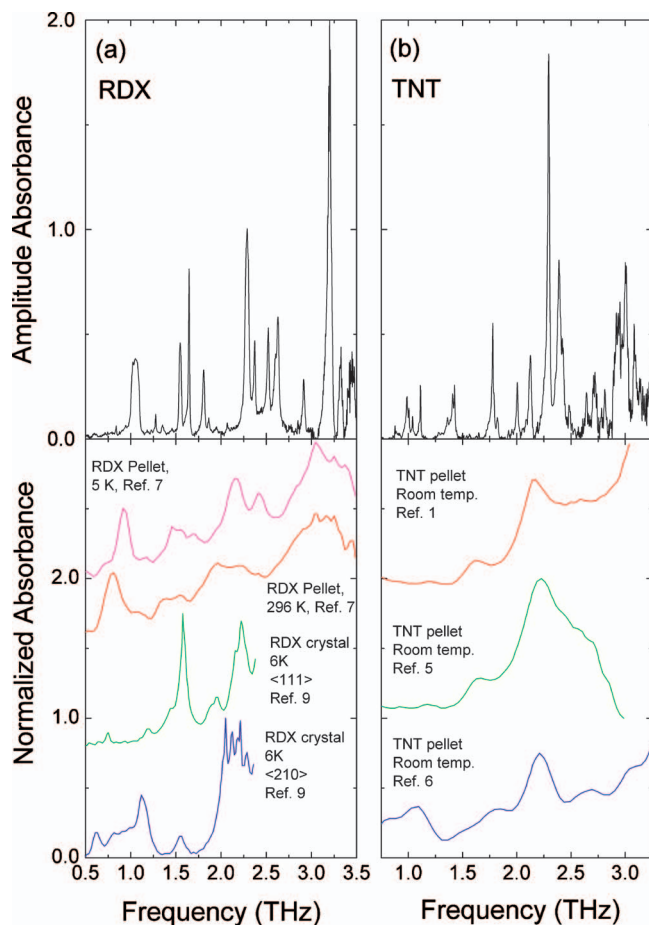 (a)
RDX
(b)
TNT
Amplitude Absorbance
2.0
1.0
0.0
RDX Pellet,
5 K, Ref. 7
RDX Pellet,
296 K, Ref. 7
RDX crystal
6K
<111>
Ref. 9
RDX crystal
6K
<210>
Ref. 9
TNT pellet
Room temp.
Ref. 1
TNT pellet
Room temp.
Ref. 5
TNT pellet
Room temp.
Ref. 6
Normalized Absorbance
2.0
1.0
0.0
0.5 1.0 1.5 2.0 2.5 3.0 3.5
1.0 1.5 2.0 2.5 3.0
Frequency (THz)
Frequency (THz)